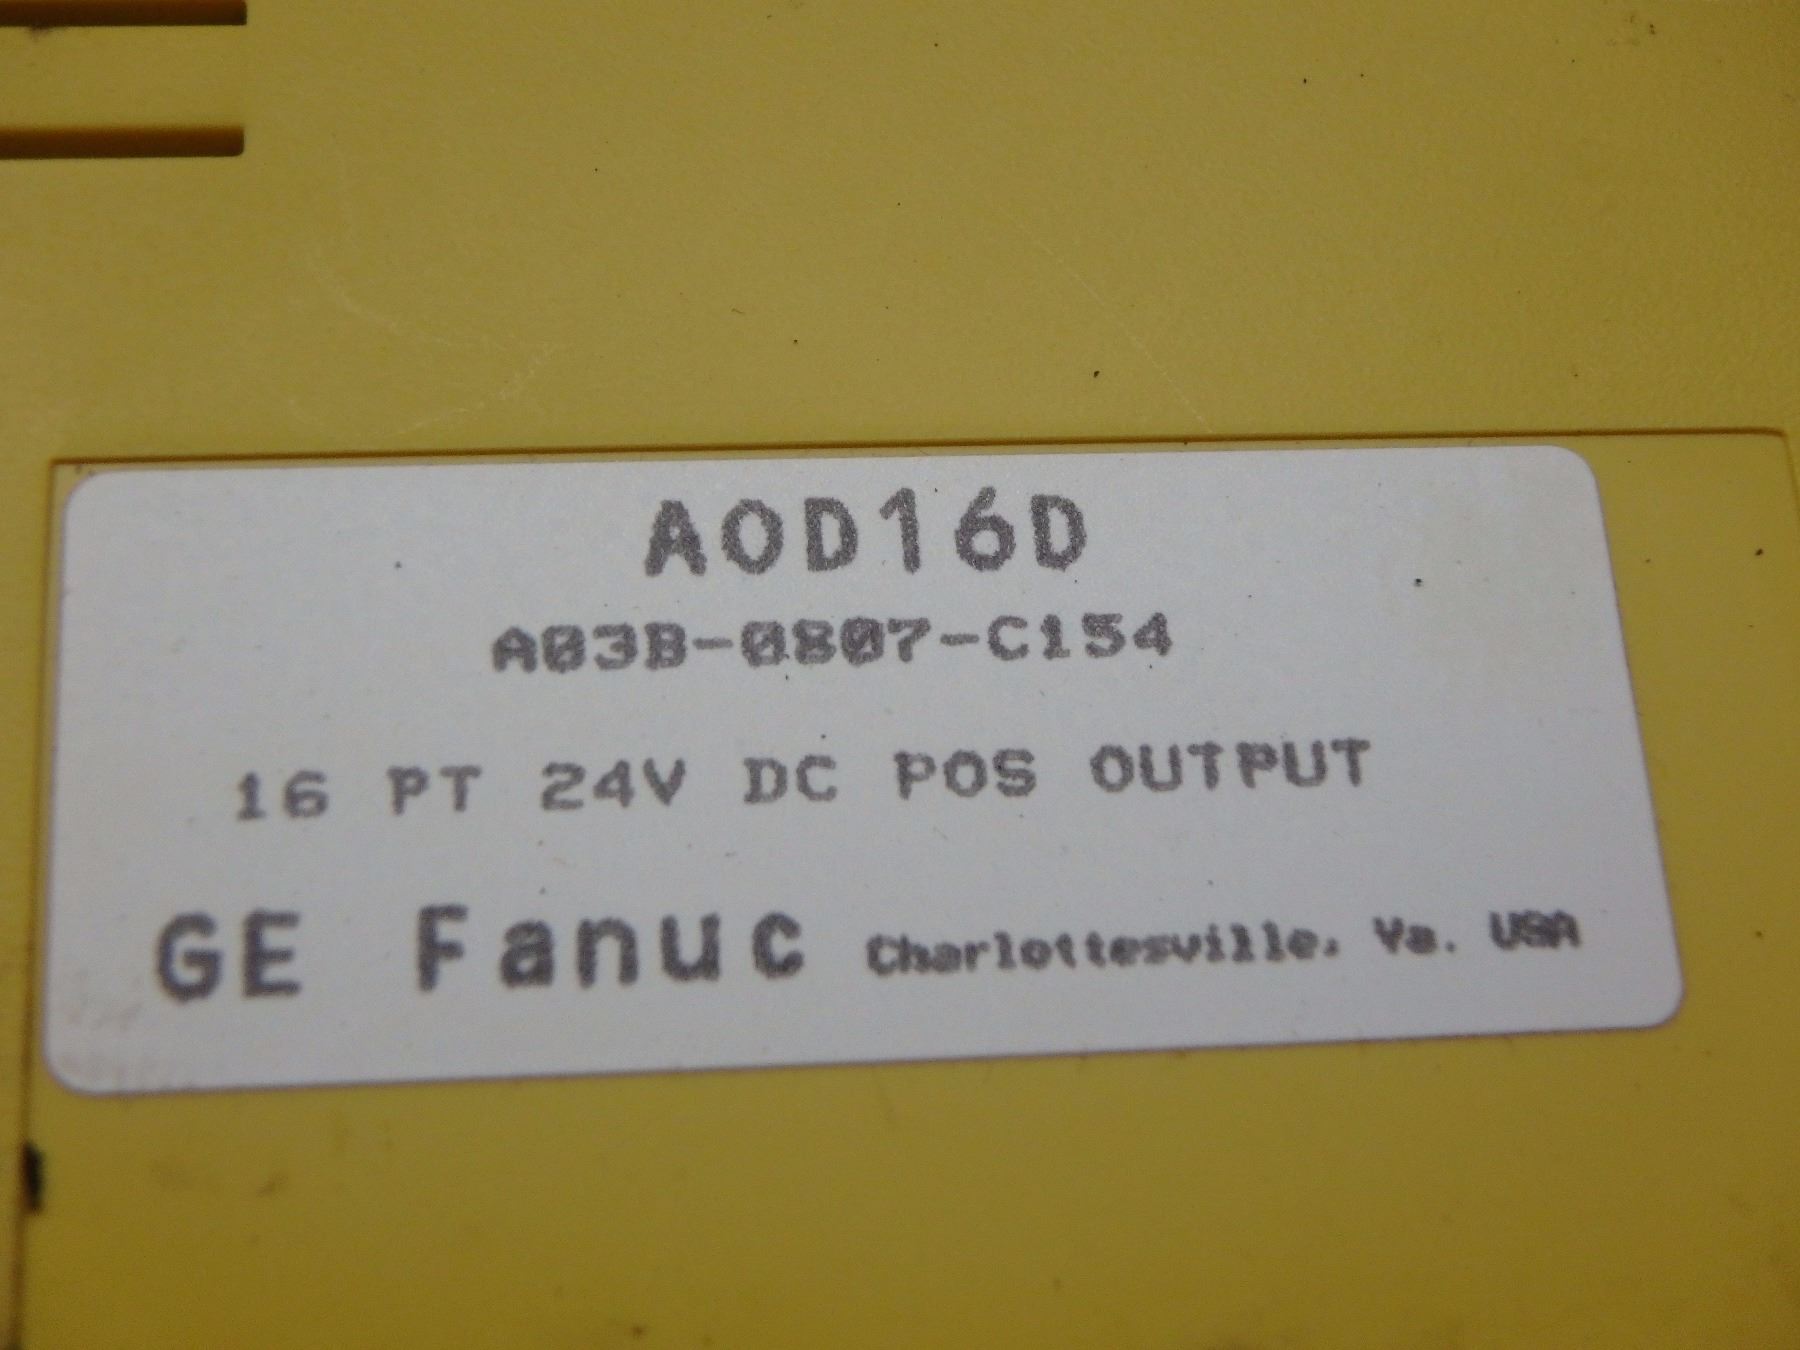 AOD16D
A03B-0807-C154
16 PT 24V DC POS OUTPUT
GE Fanuc Charlottesville, Va. USA